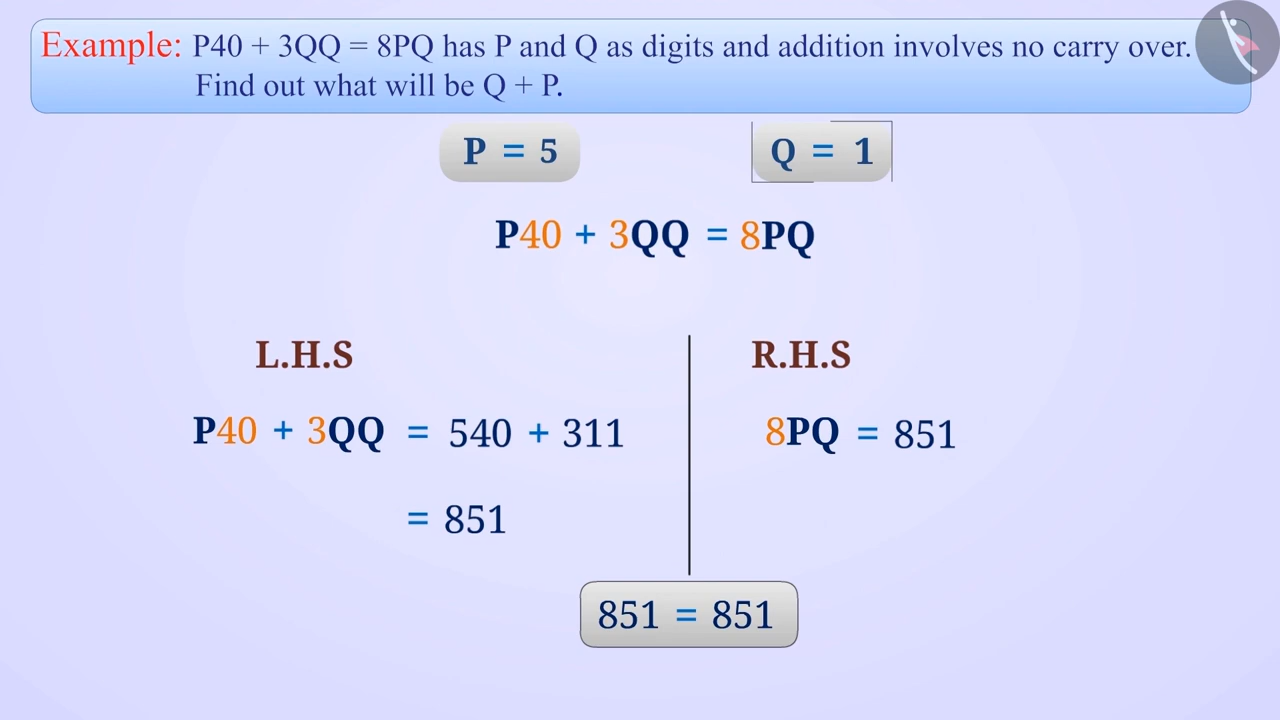 Example: P40 + 3QQ = 8PQ has P and Q as digits and addition involves no carry over.
Find out what will be Q + P.
P = 5
Q = 1
P40 + 3QQ = 8PQ
L.H.S
R.H.S
P40 + 3QQ = 540 + 311
8PQ = 851
= 851
851 = 851